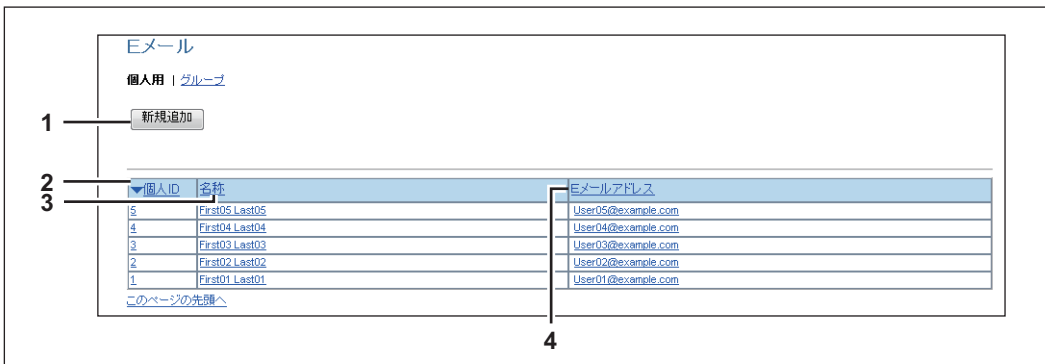 Eメール
個人用 | グループ
1
新規追加
2
▼個人ID 名称 Eメールアドレス
3
5 First05 Last05 User05@example.com
4 First04 Last04 User04@example.com
3 First03 Last03 User03@example.com
2 First02 Last02 User02@example.com
1 First01 Last01 User01@example.com
このページの先頭へ
4